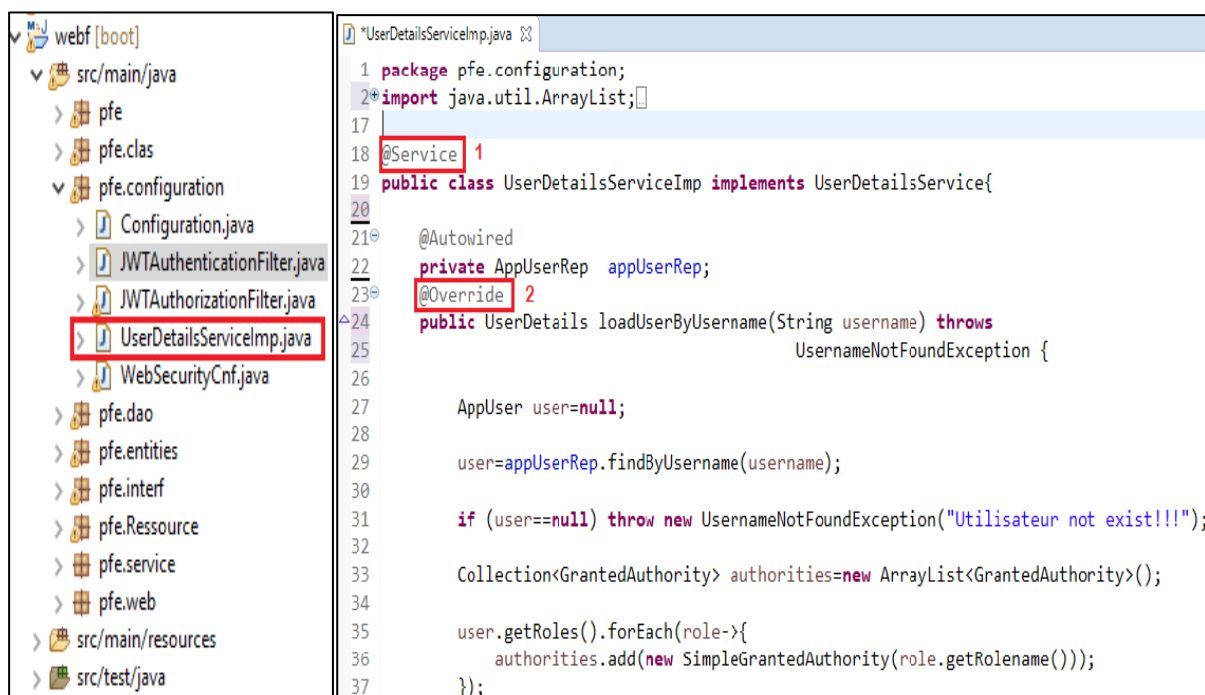 webf [boot]
src/main/java
pfe
pfe.clas
pfe.configuration
Configuration.java
JWTAuthenticationFilter.java
JWTAuthorizationFilter.java
UserDetailsServiceImp.java
WebSecurityCnf.java
pfe.dao
pfe.entities
pfe.interf
pfe.Ressource
pfe.service
pfe.web
src/main/resources
src/test/java
*UserDetailsServiceImp.java
1 package pfe.configuration;
2 import java.util.ArrayList;
17
18 @Service 1
19 public class UserDetailsServiceImp implements UserDetailsService{
20
21 @Autowired
22 private AppUserRep appUserRep;
23 @Override 2
24 public UserDetails loadUserByUsername(String username) throws
25 UsernameNotFoundException {
26
27 AppUser user=null;
28
29 user=appUserRep.findByUsername(username);
30
31 if (user==null) throw new UsernameNotFoundException("Utilisateur not exist!!!");
32
33 Collection<GrantedAuthority> authorities=new ArrayList<GrantedAuthority>();
34
35 user.getRoles().forEach(role->{
36 authorities.add(new SimpleGrantedAuthority(role.getRolename()));
37 });